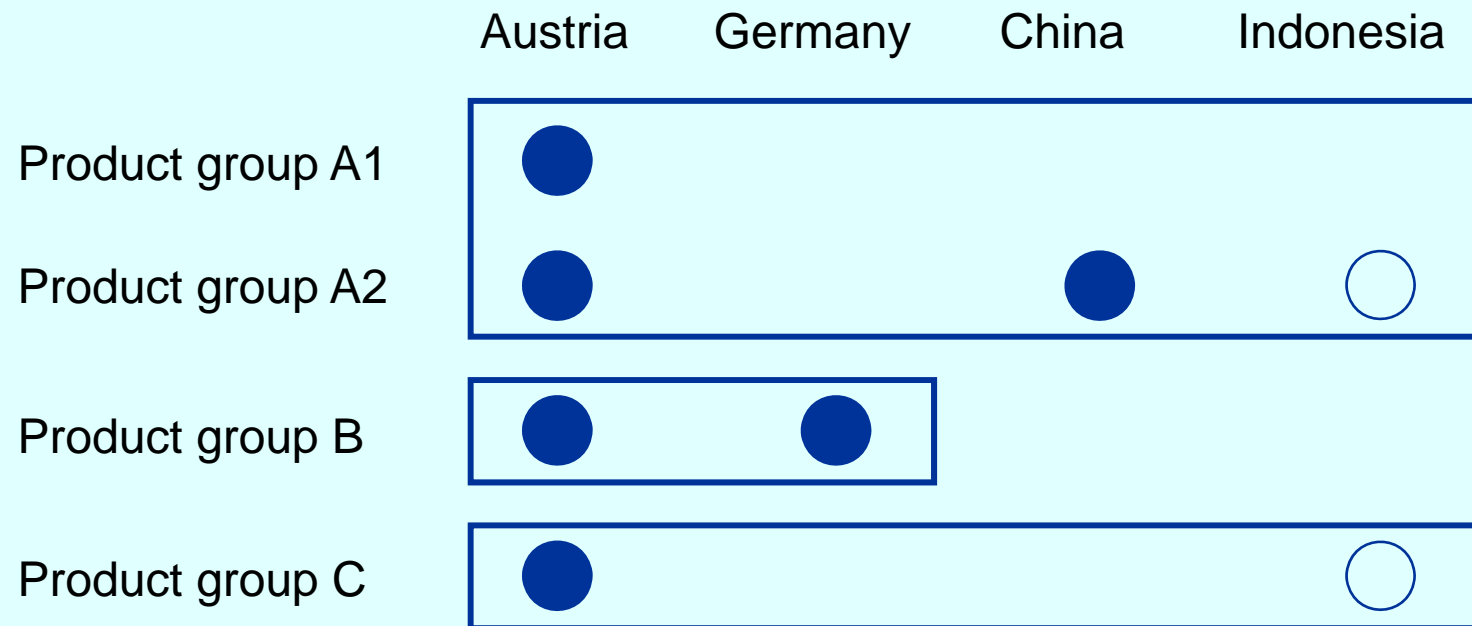 Austria Germany China Indonesia
Product group A1
Product group A2
Product group B
Product group C